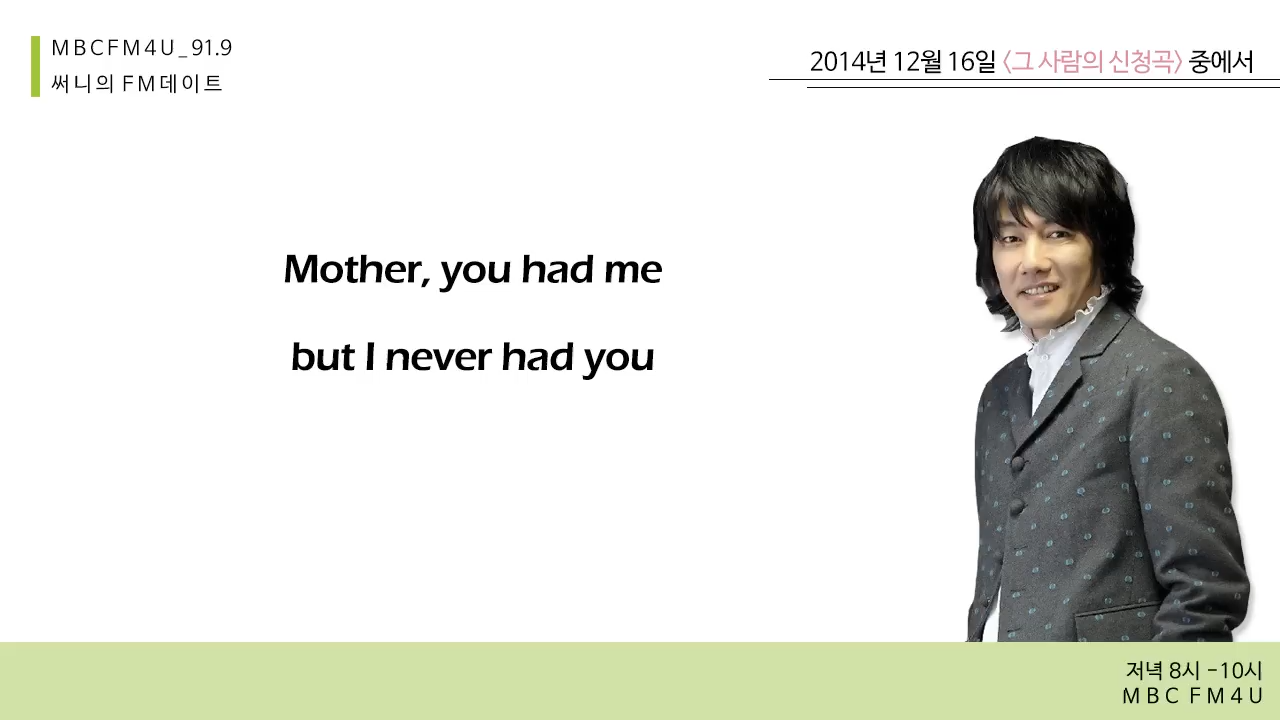 MBCFM4U_91.9
써니의 FM데이트
2014년 12월 16일 <그 사람의 신청곡> 중에서
Mother, you had me
but I never had you
저녁 8시 -10시
MBC FM4U